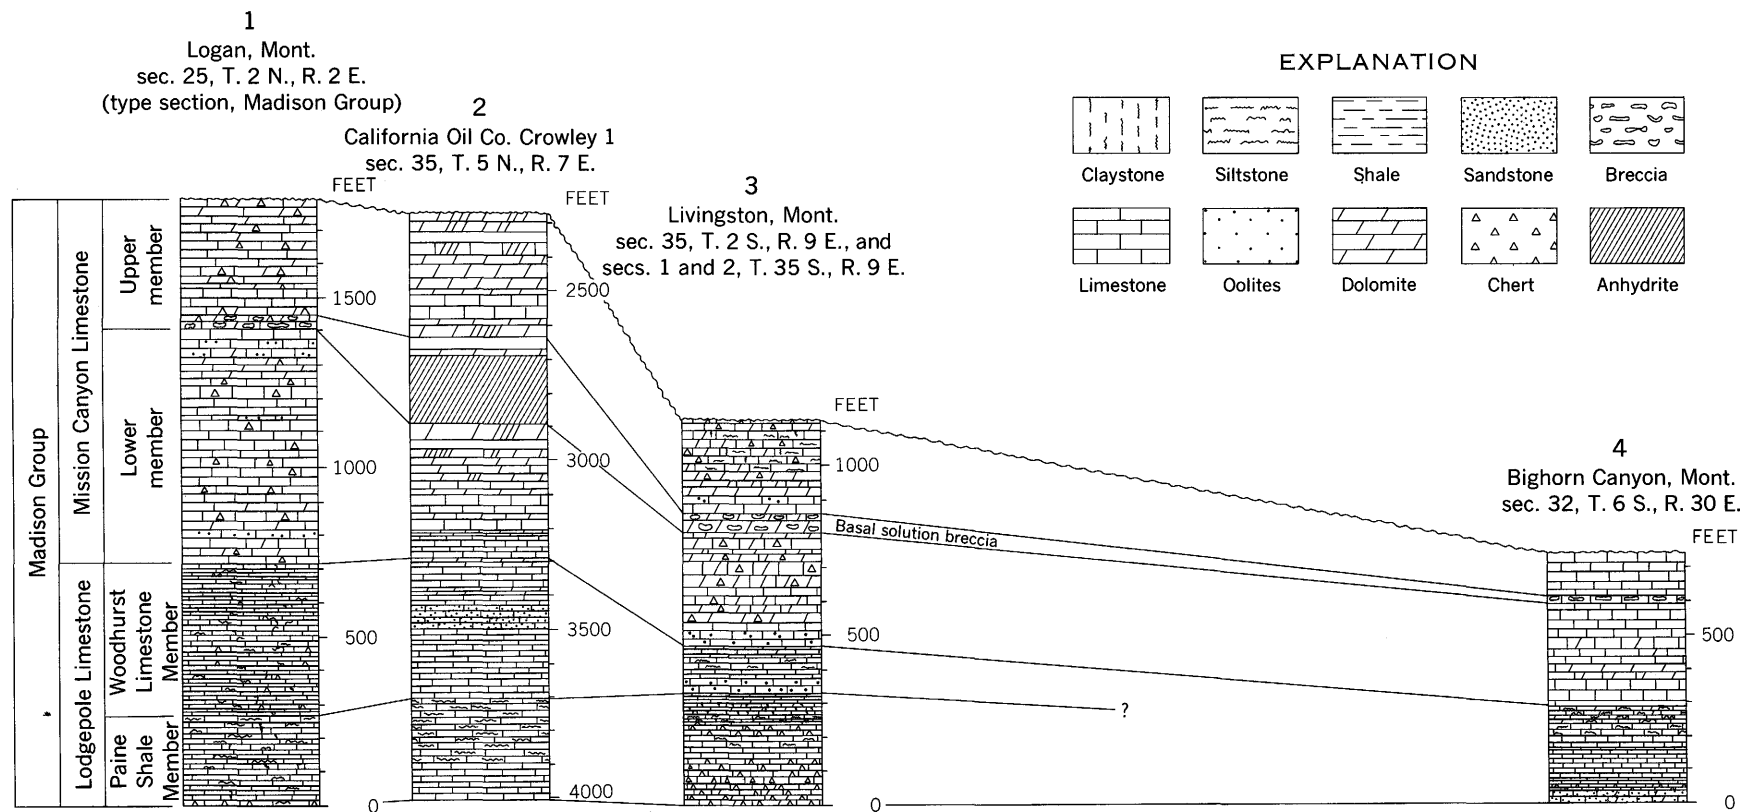 1
Logan, Mont.
sec. 25, T. 2 N., R. 2 E.
(type section, Madison Group)
2
California Oil Co. Crowley 1
sec. 35, T. 5 N., R. 7 E.
3
Livingston, Mont.
sec. 35, T. 2 S., R. 9 E., and
secs. 1 and 2, T. 35 S., R. 9 E.
4
Bighorn Canyon, Mont.
sec. 32, T. 6 S., R. 30 E.
EXPLANATION
Claystone
Siltstone
Shale
Sandstone
Breccia
Limestone
Oolites
Dolomite
Chert
Anhydrite
Madison Group
Mission Canyon Limestone
Upper
member
Lower
member
Lodgepole Limestone
Woodhurst
Limestone
Member
Paine
Shale
Member
FEET
1500
1000
500
0
FEET
2500
3000
3500
4000
FEET
1000
500
0
Basal solution breccia
?
FEET
500
0